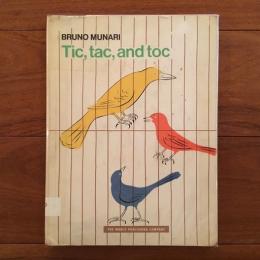 BRUNO MUNARI
Tic, tac, and toc
THE WORLD PUBLISHING COMPANY